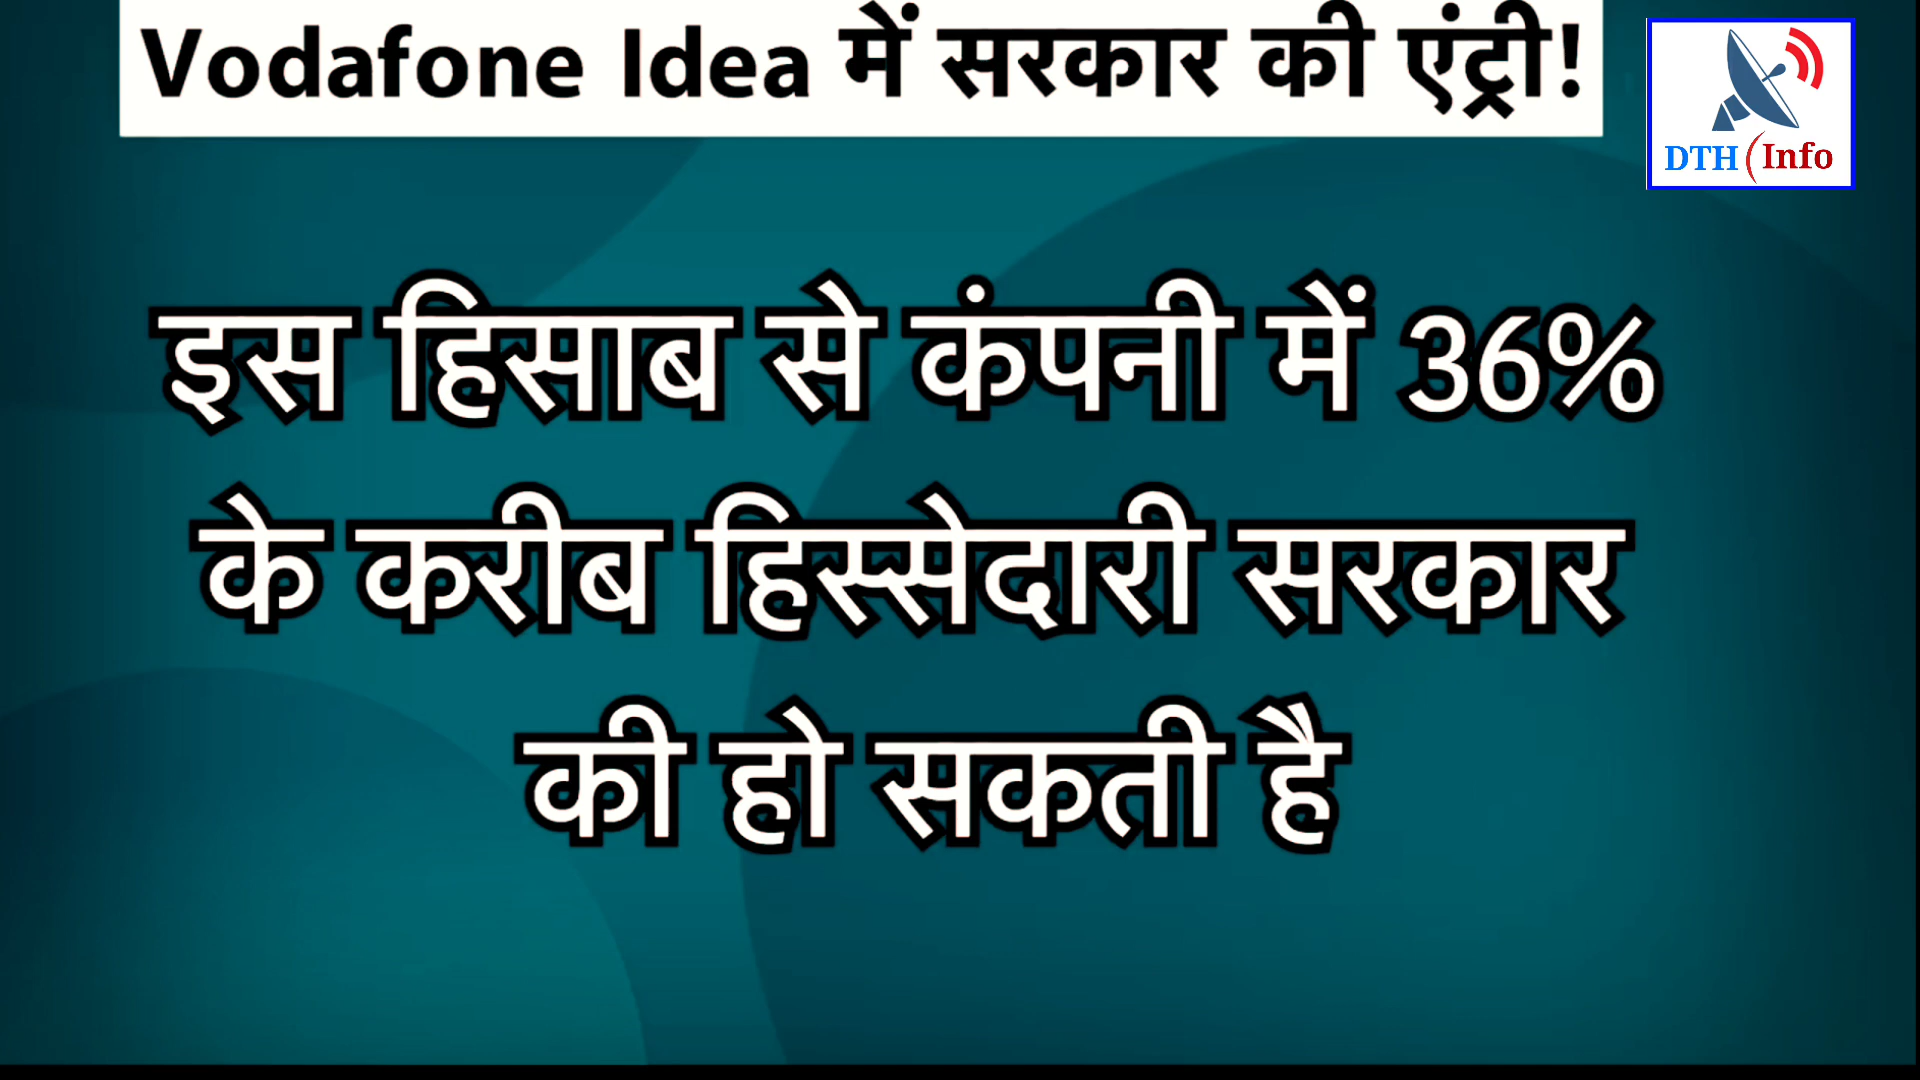 Vodafone Idea में सरकार की एंट्री!
DTH Info
इस हिसाब से कंपनी में 36%
के करीब हिस्सेदारी सरकार
की हो सकती है